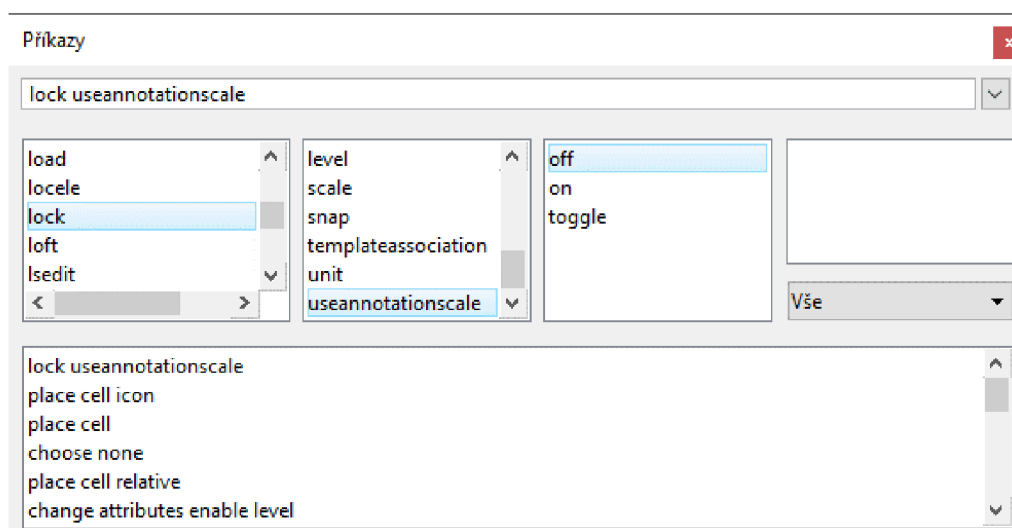 Příkazy
lock useannotationscale
load
locele
lock
loft
lsedit
level
scale
snap
templateassociation
unit
useannotationscale
off
on
toggle
Vše
lock useannotationscale
place cell icon
place cell
choose none
place cell relative
change attributes enable level